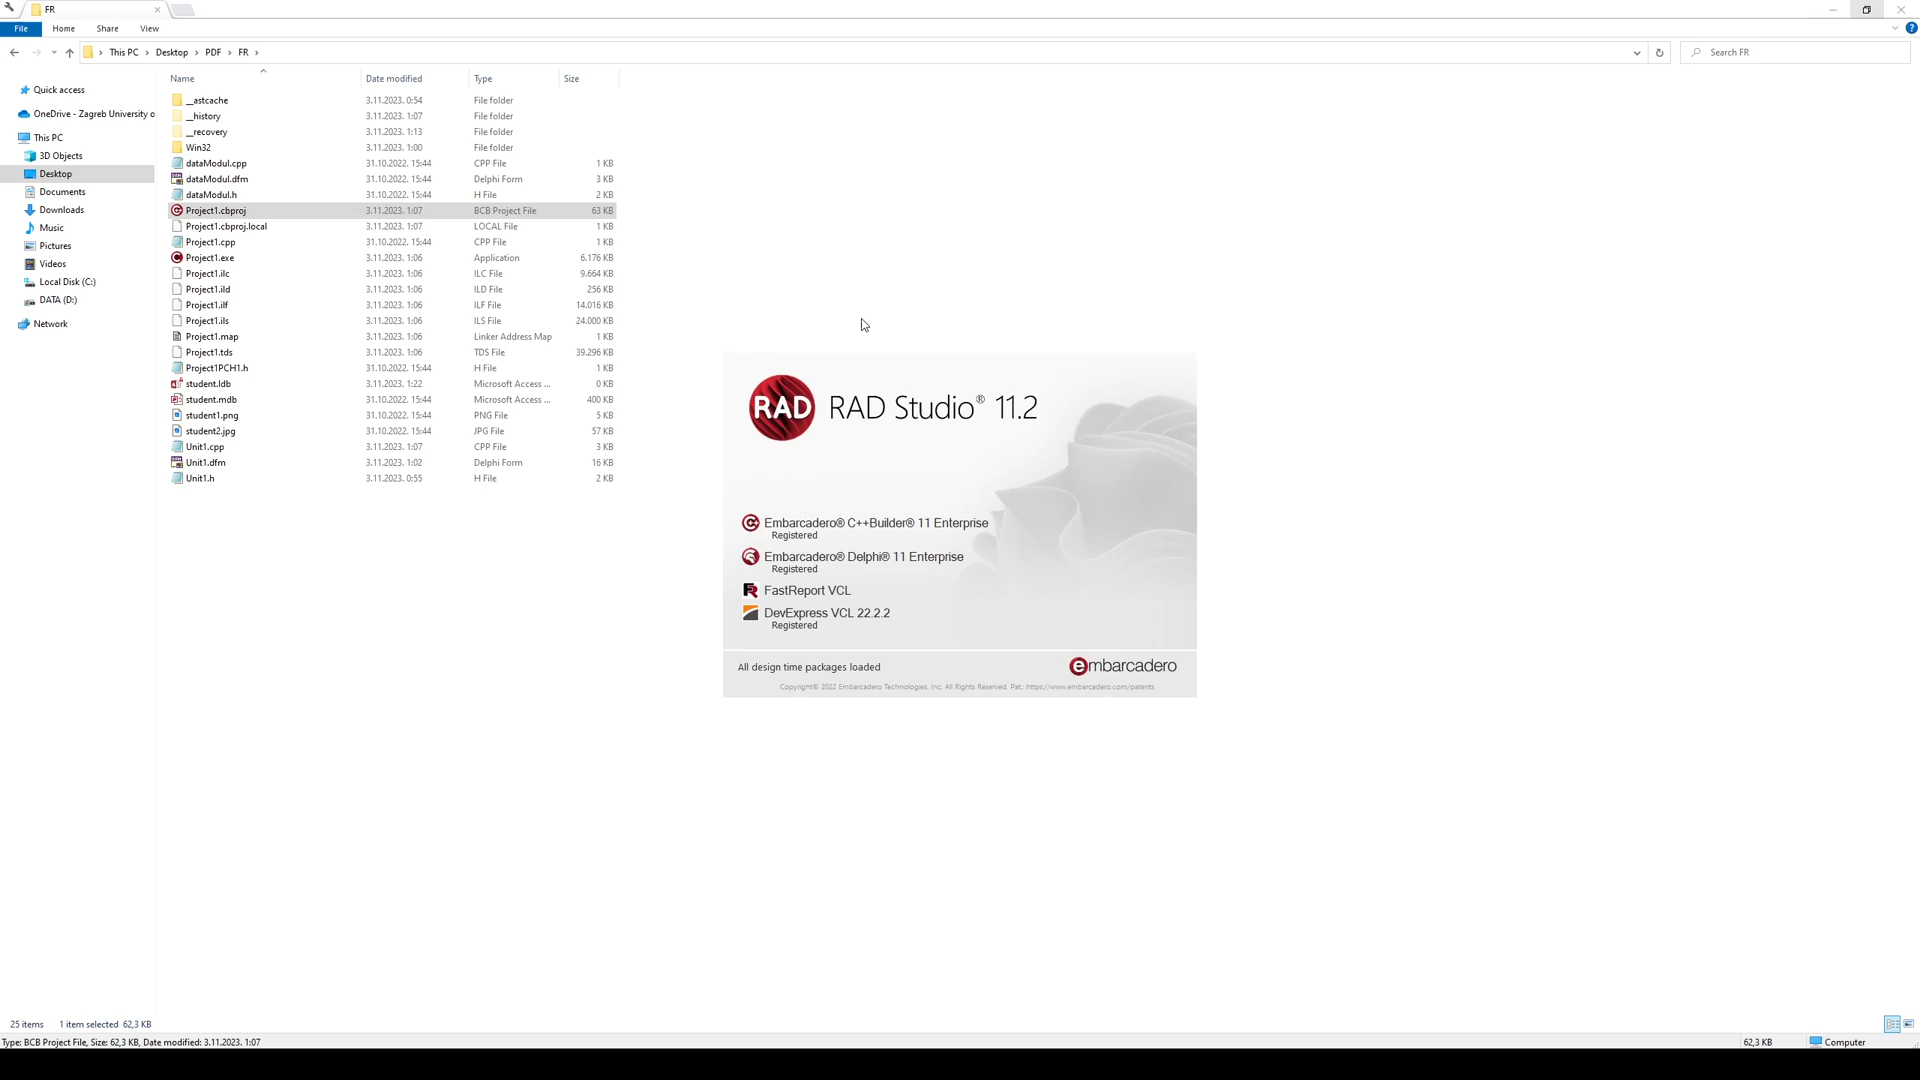 FR
File Home Share View
This PC Desktop PDF FR Search FR
Name Date modified Type Size
Quick access
OneDrive - Zagreb University o
This PC
3D Objects
Desktop
Documents
Downloads
Music
Pictures
Videos
Local Disk (C:)
DATA (D:)
Network
__astcache 3.11.2023. 0:54 File folder
__history 3.11.2023. 1:07 File folder
__recovery 3.11.2023. 1:13 File folder
Win32 3.11.2023. 1:00 File folder
dataModul.cpp 31.10.2022. 15:44 CPP File 1 KB
dataModul.dfm 31.10.2022. 15:44 Delphi Form 3 KB
dataModul.h 31.10.2022. 15:44 H File 2 KB
Project1.cbproj 3.11.2023. 1:07 BCB Project File 63 KB
Project1.cbproj.local 3.11.2023. 1:07 LOCAL File 1 KB
Project1.cpp 31.10.2022. 15:44 CPP File 1 KB
Project1.exe 3.11.2023. 1:06 Application 6.176 KB
Project1.ilc 3.11.2023. 1:06 ILC File 9.664 KB
Project1.ild 3.11.2023. 1:06 ILD File 256 KB
Project1.ilf 3.11.2023. 1:06 ILF File 14.016 KB
Project1.ils 3.11.2023. 1:06 ILS File 24.000 KB
Project1.map 3.11.2023. 1:06 Linker Address Map 1 KB
Project1.tds 3.11.2023. 1:06 TDS File 39.296 KB
Project1PCH1.h 31.10.2022. 15:44 H File 1 KB
student.ldb 3.11.2023. 1:22 Microsoft Access ... 0 KB
student.mdb 31.10.2022. 15:44 Microsoft Access ... 400 KB
student1.png 31.10.2022. 15:44 PNG File 5 KB
student2.jpg 31.10.2022. 15:44 JPG File 57 KB
Unit1.cpp 3.11.2023. 1:07 CPP File 3 KB
Unit1.dfm 3.11.2023. 1:02 Delphi Form 16 KB
Unit1.h 3.11.2023. 0:55 H File 2 KB
RAD RAD Studio® 11.2
Embarcadero® C++Builder® 11 Enterprise
Registered
Embarcadero® Delphi® 11 Enterprise
Registered
FastReport VCL
DevExpress VCL 22.2.2
Registered
All design time packages loaded embarcadero
Copyright© 2022 Embarcadero Technologies, Inc. All Rights Reserved. Pat.: https://www.embarcadero.com/patents
25 items 1 item selected 62,3 KB
Type: BCB Project File, Size: 62,3 KB, Date modified: 3.11.2023. 1:07 62,3 KB Computer